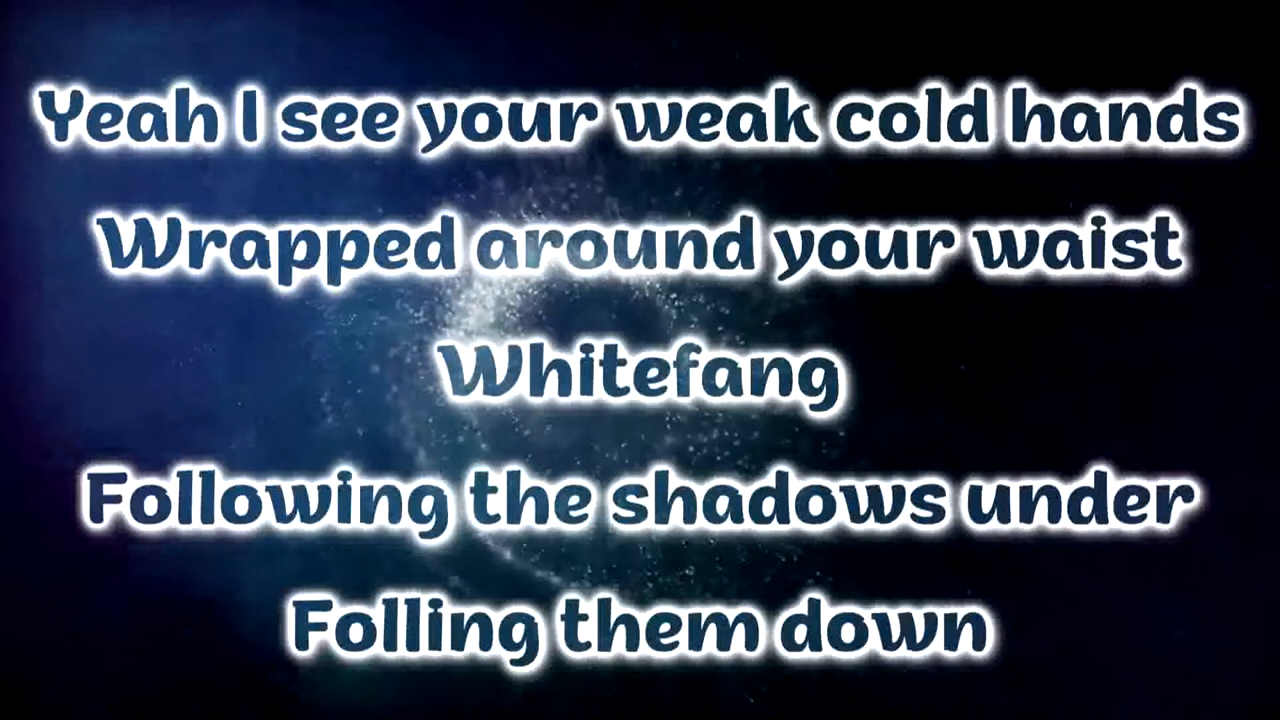 Yeah I see your weak cold hands
Wrapped around your waist
Whitefang
Following the shadows under
Folling them down